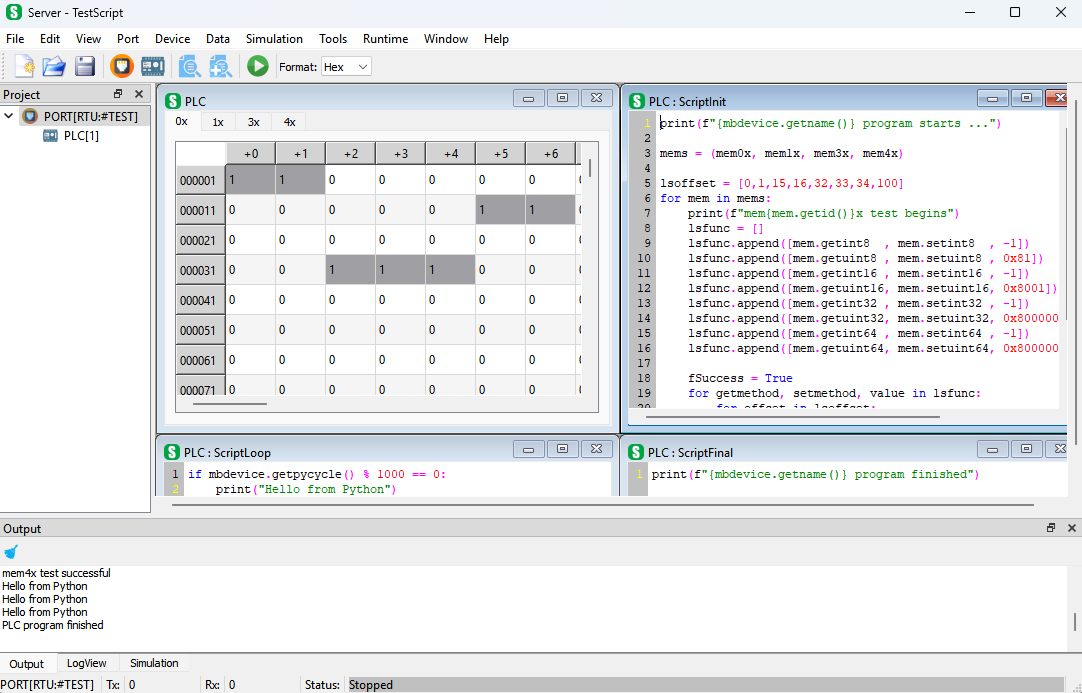 Server - TestScript
File Edit View Port Device Data Simulation Tools Runtime Window Help
Format: Hex
Project
PORT[RTU:#TEST]
PLC[1]
PLC
0x 1x 3x 4x
+0 +1 +2 +3 +4 +5 +6
000001 1 1 0 0 0 0 0
000011 0 0 0 0 0 1 1
000021 0 0 0 0 0 0 0
000031 0 0 1 1 1 0 0
000041 0 0 0 0 0 0 0
000051 0 0 0 0 0 0 0
000061 0 0 0 0 0 0 0
000071 0 0 0 0 0 0 0
PLC : ScriptInit
1 print(f"{mbdevice.getname()} program starts ...")
2
3 mems = (mem0x, mem1x, mem3x, mem4x)
4
5 lsoffset = [0,1,15,16,32,33,34,100]
6 for mem in mems:
7 print(f"mem{mem.getid()}x test begins")
8 lsfunc = []
9 lsfunc.append([mem.getint8 , mem.setint8 , -1])
10 lsfunc.append([mem.getuint8 , mem.setuint8 , 0x81])
11 lsfunc.append([mem.getint16 , mem.setint16 , -1])
12 lsfunc.append([mem.getuint16, mem.setuint16, 0x8001])
13 lsfunc.append([mem.getint32 , mem.setint32 , -1])
14 lsfunc.append([mem.getuint32, mem.setuint32, 0x800000
15 lsfunc.append([mem.getint64 , mem.setint64 , -1])
16 lsfunc.append([mem.getuint64, mem.setuint64, 0x800000
17
18 fSuccess = True
19 for getmethod, setmethod, value in lsfunc:
20 for offset in lsoffset:
PLC : ScriptLoop
1 if mbdevice.getpycycle() % 1000 == 0:
2 print("Hello from Python")
PLC : ScriptFinal
1 print(f"{mbdevice.getname()} program finished")
Output
mem4x test successful
Hello from Python
Hello from Python
Hello from Python
PLC program finished
Output LogView Simulation
PORT[RTU:#TEST] Tx: 0 Rx: 0 Status: Stopped